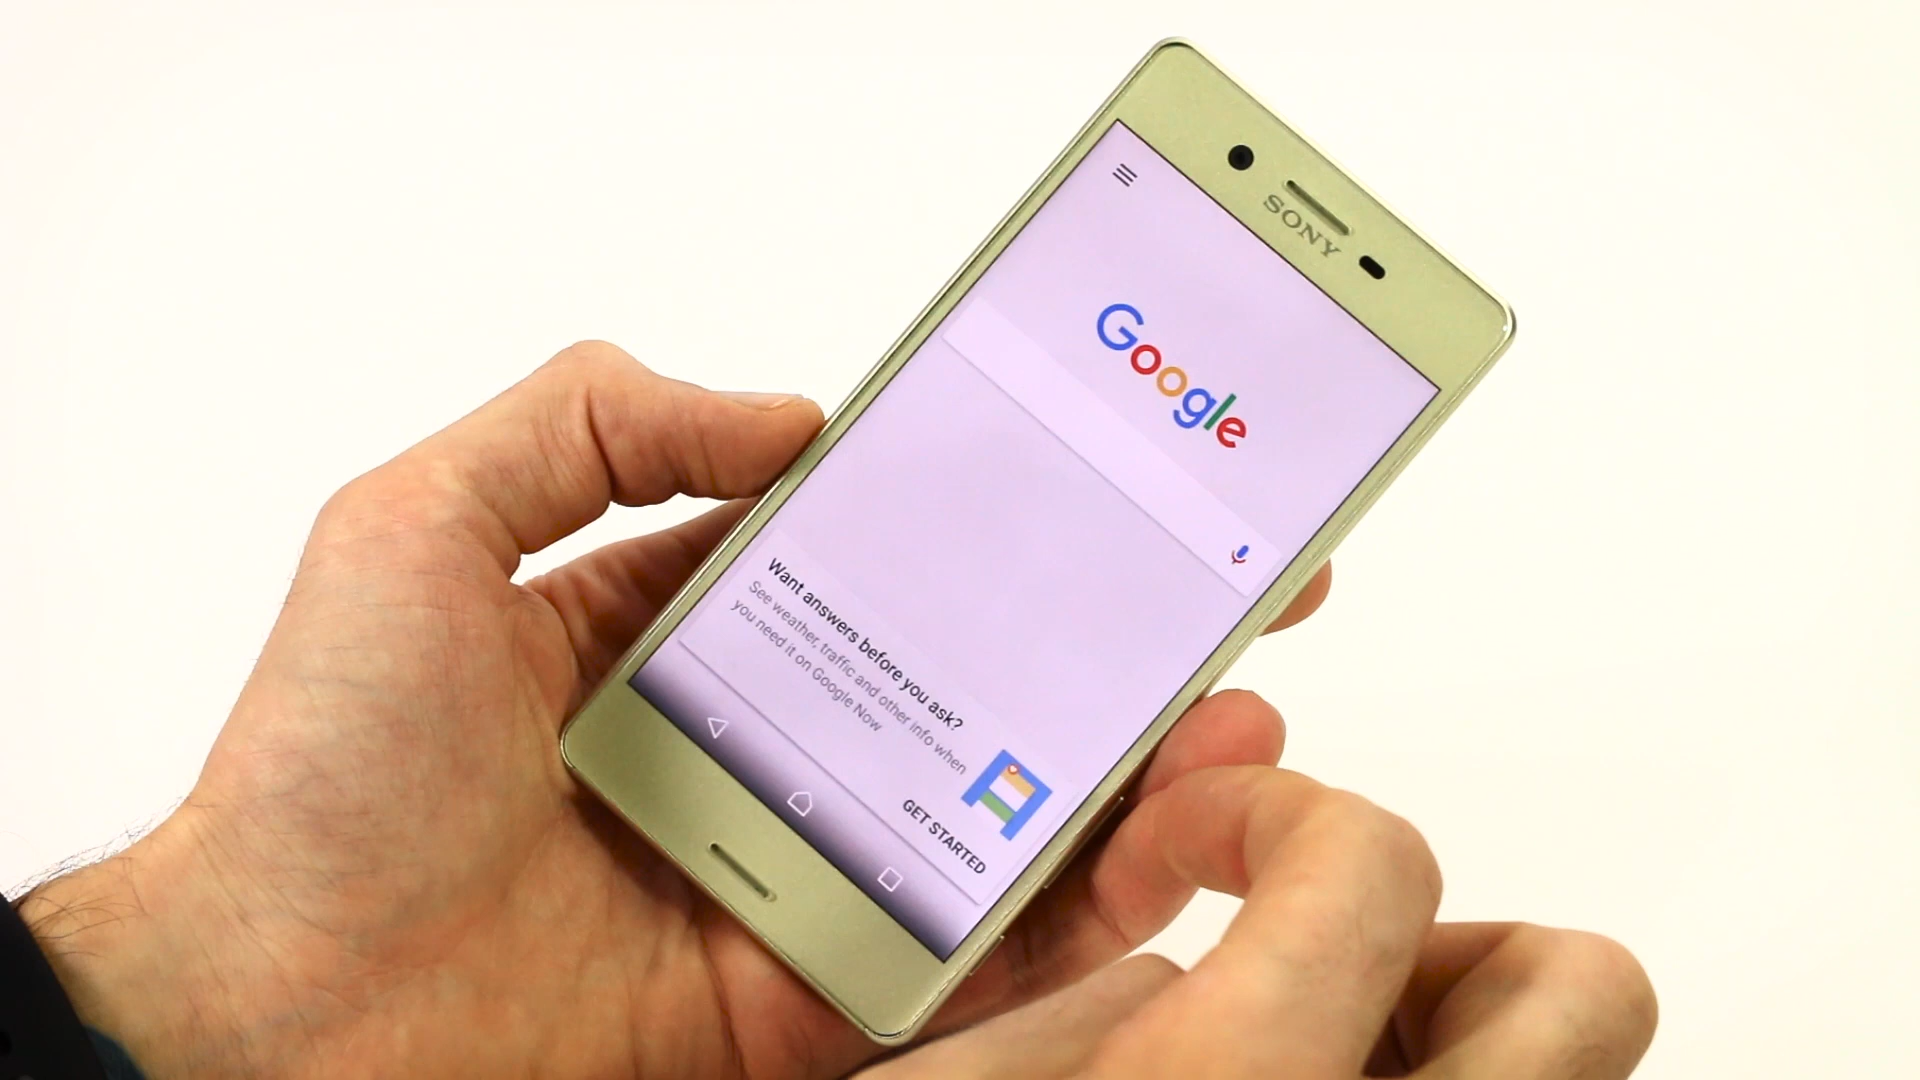 SONY
Google
Want answers before you ask?
See weather, traffic and other info when
you need it on Google Now
GET STARTED